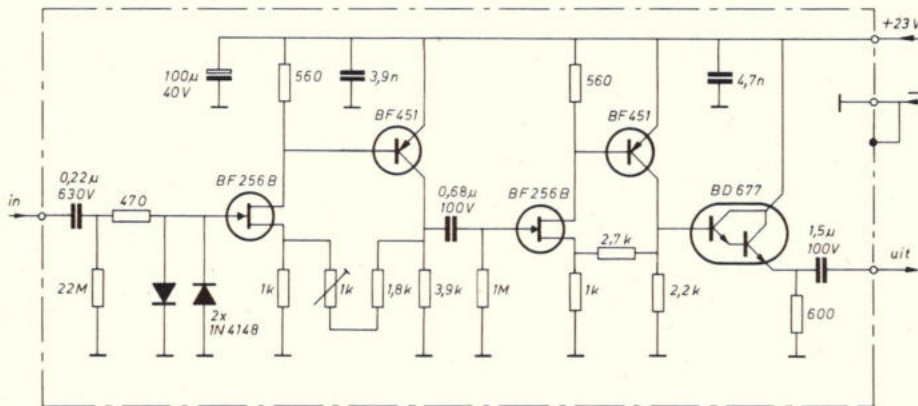 +23V
100µ
40V
560
3,9n
560
4,7n
BF451
BF451
–
0,22µ
630V
470
BF256B
0,68µ
100V
BF256B
BD677
in
2,7k
1,5µ
100V
uit
22M
2x
1N4148
1k
1k
1,8k
3,9k
1M
1k
2,2k
600